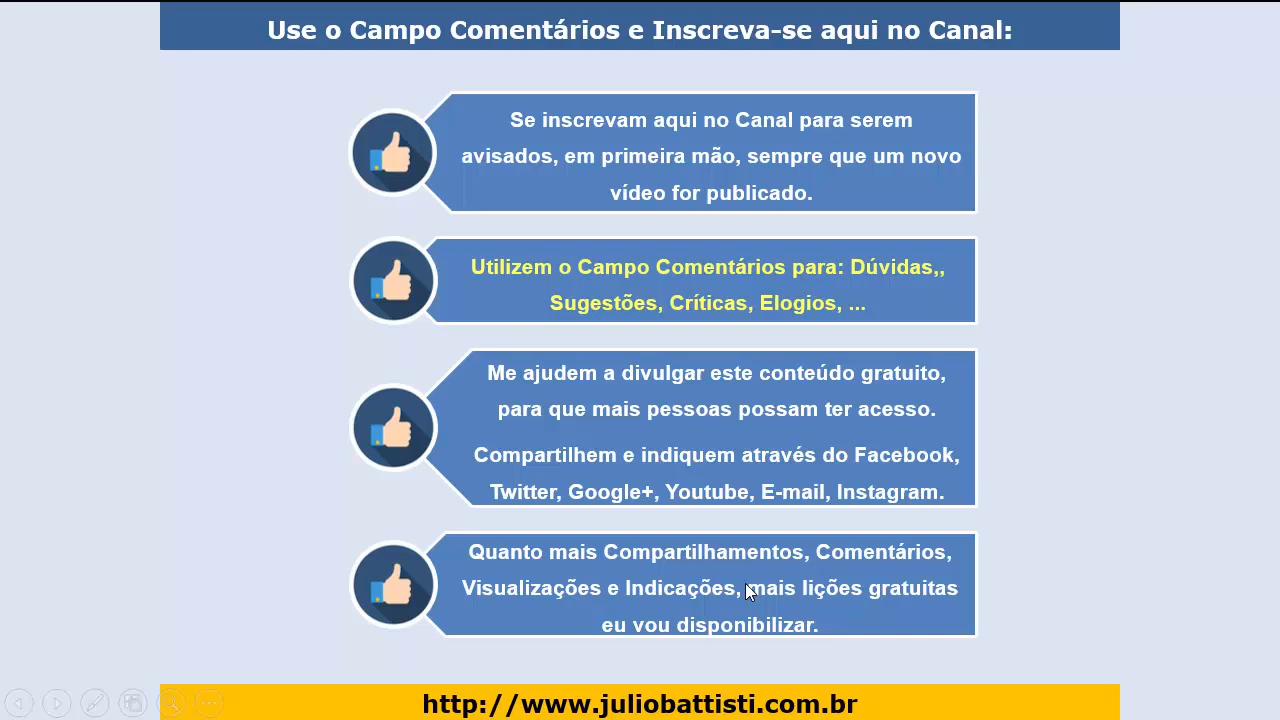 Use o Campo Comentários e Inscreva-se aqui no Canal:
Se inscrevam aqui no Canal para serem
avisados, em primeira mão, sempre que um novo
vídeo for publicado.
Utilizem o Campo Comentários para: Dúvidas,,
Sugestões, Críticas, Elogios, ...
Me ajudem a divulgar este conteúdo gratuito,
para que mais pessoas possam ter acesso.
Compartilhem e indiquem através do Facebook,
Twitter, Google+, Youtube, E-mail, Instagram.
Quanto mais Compartilhamentos, Comentários,
Visualizações e Indicações, mais lições gratuitas
eu vou disponibilizar.
http://www.juliobattisti.com.br